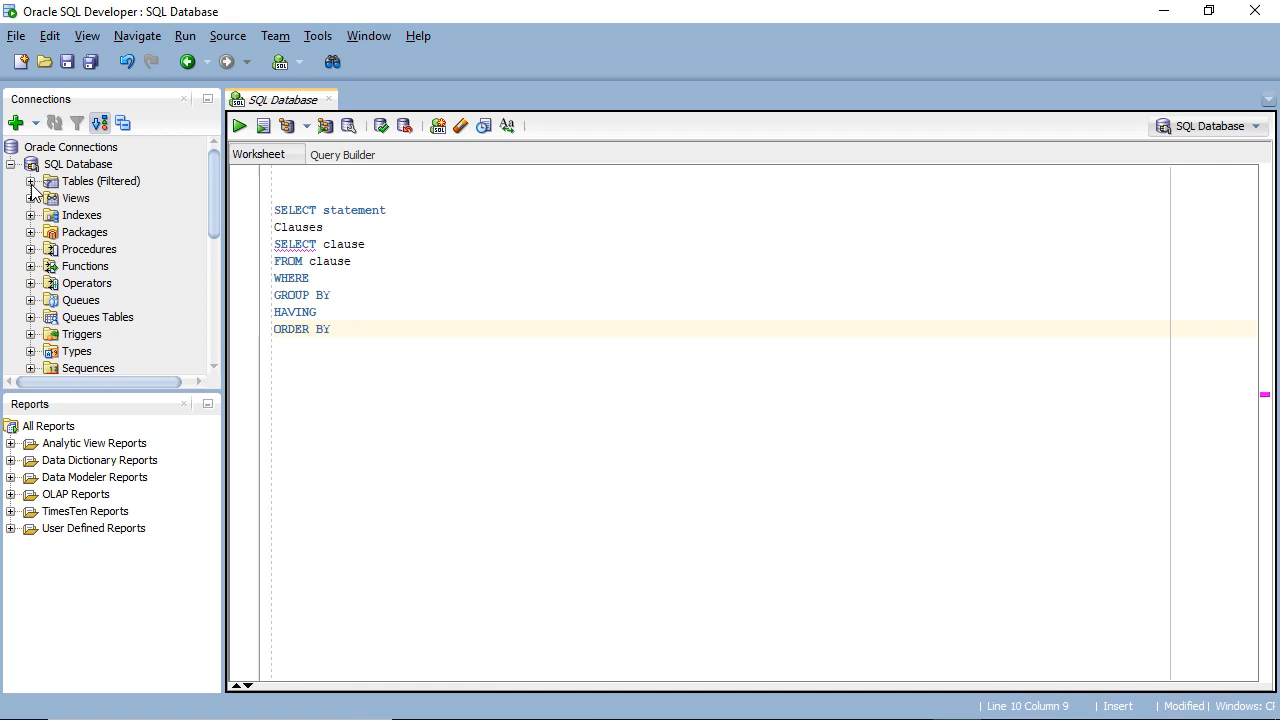 Oracle SQL Developer : SQL Database
File Edit View Navigate Run Source Team Tools Window Help
Connections
SQL Database
SQL Database
Worksheet
Query Builder
Oracle Connections
SQL Database
Tables (Filtered)
Views
Indexes
Packages
Procedures
Functions
Operators
Queues
Queues Tables
Triggers
Types
Sequences
SELECT statement
Clauses
SELECT clause
FROM clause
WHERE
GROUP BY
HAVING
ORDER BY
Reports
All Reports
Analytic View Reports
Data Dictionary Reports
Data Modeler Reports
OLAP Reports
TimesTen Reports
User Defined Reports
Line 10 Column 9 | Insert | Modified | Windows: CF